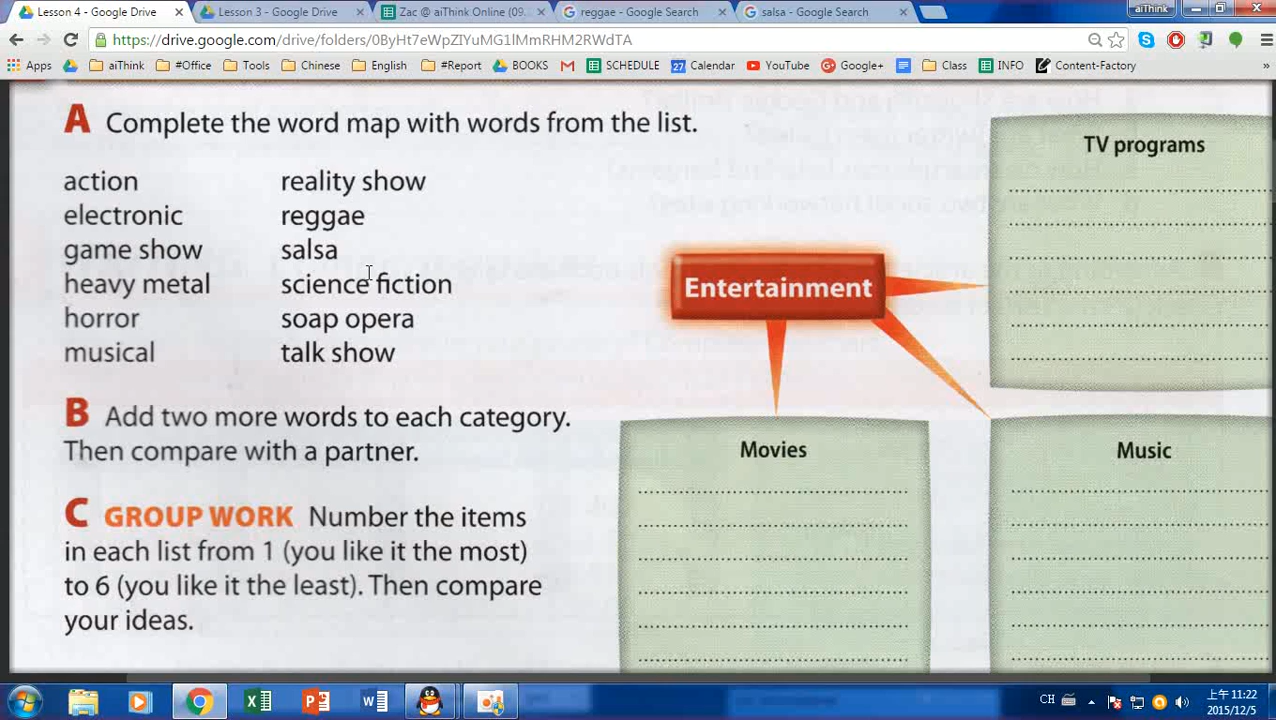 Lesson 4 - Google Drive
Lesson 3 - Google Drive
Zac @ aiThink Online (09.
reggae - Google Search
salsa - Google Search
aiThink
https://drive.google.com/drive/folders/0ByHt7eWpZIYuMG1lMmRHM2RWdTA
Apps
aiThink
#Office
Tools
Chinese
English
#Report
BOOKS
SCHEDULE
27 Calendar
YouTube
Google+
Class
INFO
Content-Factory
»
A Complete the word map with words from the list.
action
electronic
game show
heavy metal
horror
musical
reality show
reggae
salsa
science fiction
soap opera
talk show
B Add two more words to each category.
Then compare with a partner.
C GROUP WORK Number the items
in each list from 1 (you like it the most)
to 6 (you like it the least). Then compare
your ideas.
Entertainment
TV programs
Movies
Music
CH
上午 11:22
2015/12/5